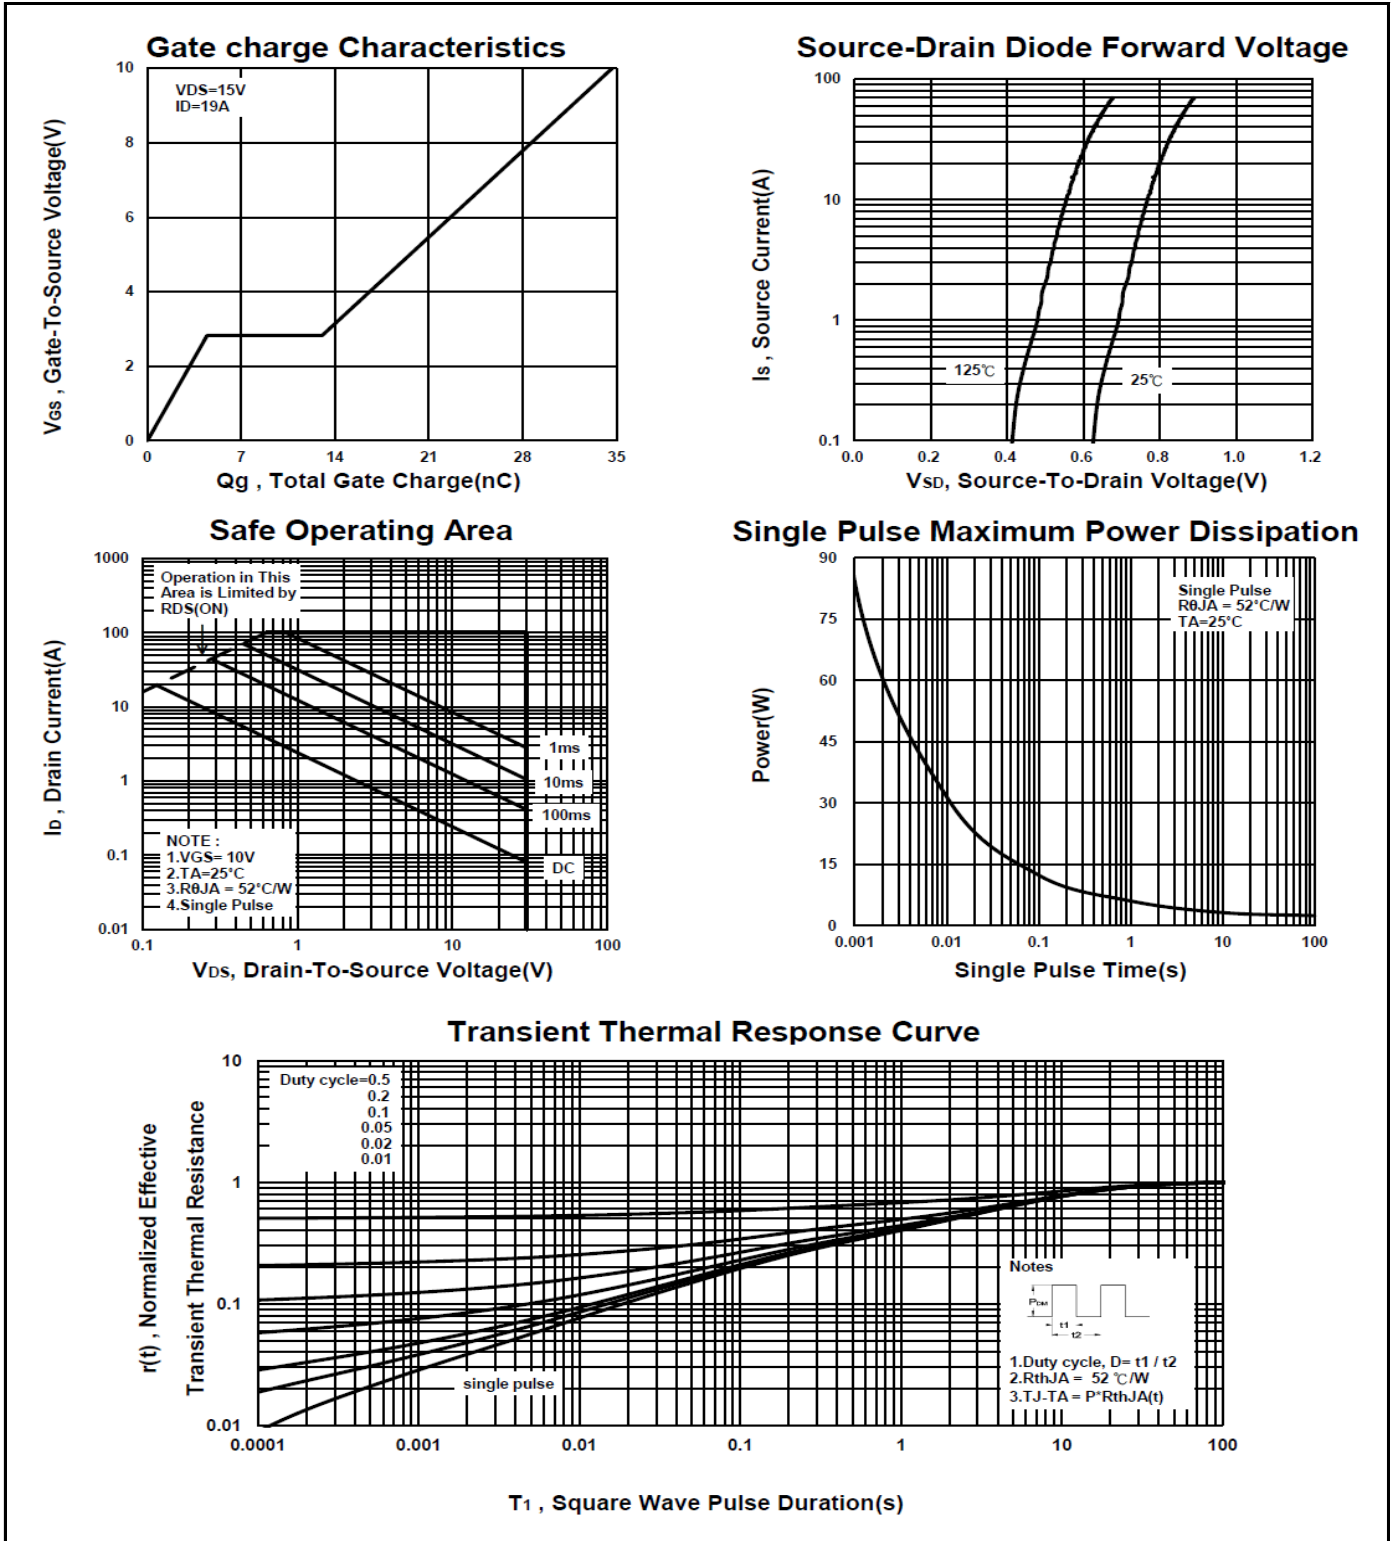 Gate charge Characteristics
VDS=15V
ID=19A
10
8
6
4
2
0
0 7 14 21 28 35
VGS , Gate-To-Source Voltage(V)
Qg , Total Gate Charge(nC)
Source-Drain Diode Forward Voltage
100
10
1
0.1
125℃
25℃
0.0 0.2 0.4 0.6 0.8 1.0 1.2
IS , Source Current(A)
VSD, Source-To-Drain Voltage(V)
Safe Operating Area
1000
100
10
1
0.1
0.01
Operation in This
Area is Limited by
RDS(ON)
1ms
10ms
100ms
DC
NOTE :
1.VGS= 10V
2.TA=25°C
3.RθJA = 52°C/W
4.Single Pulse
0.1 1 10 100
ID , Drain Current(A)
VDS, Drain-To-Source Voltage(V)
Single Pulse Maximum Power Dissipation
90
75
60
45
30
15
0
Single Pulse
RθJA = 52°C/W
TA=25°C
0.001 0.01 0.1 1 10 100
Power(W)
Single Pulse Time(s)
Transient Thermal Response Curve
10
1
0.1
0.01
Duty cycle=0.5
0.2
0.1
0.05
0.02
0.01
single pulse
Notes
PDM
t1
t2
1.Duty cycle, D= t1 / t2
2.RthJA = 52 ℃/W
3.TJ-TA = P*RthJA(t)
0.0001 0.001 0.01 0.1 1 10 100
r(t) , Normalized Effective
Transient Thermal Resistance
T1 , Square Wave Pulse Duration(s)